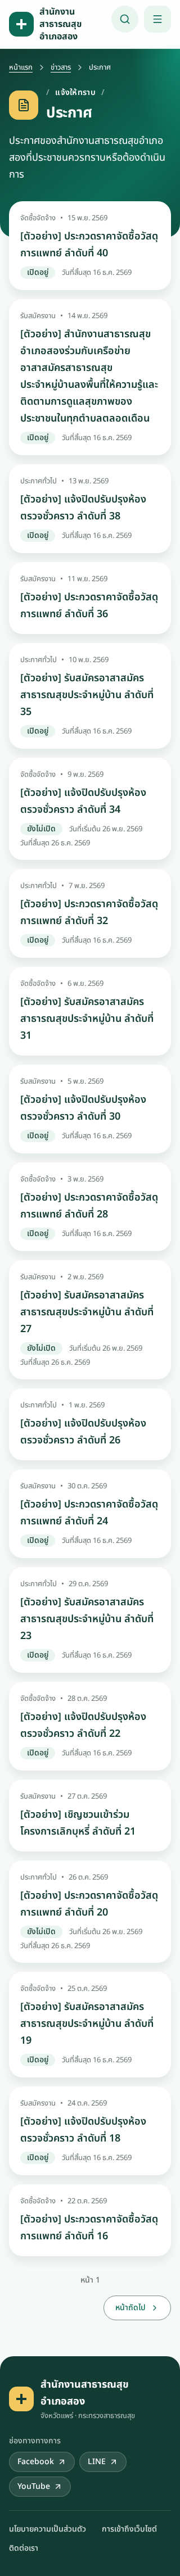 สำนักงาน
สาธารณสุข
อำเภอสอง
หน้าแรก > ข่าวสาร > ประกาศ
/ แจ้งให้ทราบ /
ประกาศ
ประกาศของสำนักงานสาธารณสุขอำเภอสอง
ที่ประชาชนควรทราบหรือต้องดำเนิน
การ
จัดซื้อจัดจ้าง • 15 พ.ย. 2569
[ตัวอย่าง] ประกวดราคาจัดซื้อวัสดุ
การแพทย์ ลำดับที่ 40
เปิดอยู่ วันที่สิ้นสุด 16 ธ.ค. 2569
รับสมัครงาน • 14 พ.ย. 2569
[ตัวอย่าง] สำนักงานสาธารณสุข
อำเภอสองร่วมกับเครือข่าย
อาสาสมัครสาธารณสุข
ประจำหมู่บ้านลงพื้นที่ให้ความรู้และ
ติดตามการดูแลสุขภาพของ
ประชาชนในทุกตำบลตลอดเดือน
เปิดอยู่ วันที่สิ้นสุด 16 ธ.ค. 2569
ประกาศทั่วไป • 13 พ.ย. 2569
[ตัวอย่าง] แจ้งปิดปรับปรุงห้อง
ตรวจชั่วคราว ลำดับที่ 38
เปิดอยู่ วันที่สิ้นสุด 16 ธ.ค. 2569
รับสมัครงาน • 11 พ.ย. 2569
[ตัวอย่าง] ประกวดราคาจัดซื้อวัสดุ
การแพทย์ ลำดับที่ 36
ประกาศทั่วไป • 10 พ.ย. 2569
[ตัวอย่าง] รับสมัครอาสาสมัคร
สาธารณสุขประจำหมู่บ้าน ลำดับที่
35
เปิดอยู่ วันที่สิ้นสุด 16 ธ.ค. 2569
จัดซื้อจัดจ้าง • 9 พ.ย. 2569
[ตัวอย่าง] แจ้งปิดปรับปรุงห้อง
ตรวจชั่วคราว ลำดับที่ 34
ยังไม่เปิด วันที่เริ่มต้น 26 พ.ย. 2569
วันที่สิ้นสุด 26 ธ.ค. 2569
ประกาศทั่วไป • 7 พ.ย. 2569
[ตัวอย่าง] ประกวดราคาจัดซื้อวัสดุ
การแพทย์ ลำดับที่ 32
เปิดอยู่ วันที่สิ้นสุด 16 ธ.ค. 2569
จัดซื้อจัดจ้าง • 6 พ.ย. 2569
[ตัวอย่าง] รับสมัครอาสาสมัคร
สาธารณสุขประจำหมู่บ้าน ลำดับที่
31
รับสมัครงาน • 5 พ.ย. 2569
[ตัวอย่าง] แจ้งปิดปรับปรุงห้อง
ตรวจชั่วคราว ลำดับที่ 30
เปิดอยู่ วันที่สิ้นสุด 16 ธ.ค. 2569
จัดซื้อจัดจ้าง • 3 พ.ย. 2569
[ตัวอย่าง] ประกวดราคาจัดซื้อวัสดุ
การแพทย์ ลำดับที่ 28
เปิดอยู่ วันที่สิ้นสุด 16 ธ.ค. 2569
รับสมัครงาน • 2 พ.ย. 2569
[ตัวอย่าง] รับสมัครอาสาสมัคร
สาธารณสุขประจำหมู่บ้าน ลำดับที่
27
ยังไม่เปิด วันที่เริ่มต้น 26 พ.ย. 2569
วันที่สิ้นสุด 26 ธ.ค. 2569
ประกาศทั่วไป • 1 พ.ย. 2569
[ตัวอย่าง] แจ้งปิดปรับปรุงห้อง
ตรวจชั่วคราว ลำดับที่ 26
รับสมัครงาน • 30 ต.ค. 2569
[ตัวอย่าง] ประกวดราคาจัดซื้อวัสดุ
การแพทย์ ลำดับที่ 24
เปิดอยู่ วันที่สิ้นสุด 16 ธ.ค. 2569
ประกาศทั่วไป • 29 ต.ค. 2569
[ตัวอย่าง] รับสมัครอาสาสมัคร
สาธารณสุขประจำหมู่บ้าน ลำดับที่
23
เปิดอยู่ วันที่สิ้นสุด 16 ธ.ค. 2569
จัดซื้อจัดจ้าง • 28 ต.ค. 2569
[ตัวอย่าง] แจ้งปิดปรับปรุงห้อง
ตรวจชั่วคราว ลำดับที่ 22
เปิดอยู่ วันที่สิ้นสุด 16 ธ.ค. 2569
รับสมัครงาน • 27 ต.ค. 2569
[ตัวอย่าง] เชิญชวนเข้าร่วม
โครงการเลิกบุหรี่ ลำดับที่ 21
ประกาศทั่วไป • 26 ต.ค. 2569
[ตัวอย่าง] ประกวดราคาจัดซื้อวัสดุ
การแพทย์ ลำดับที่ 20
ยังไม่เปิด วันที่เริ่มต้น 26 พ.ย. 2569
วันที่สิ้นสุด 26 ธ.ค. 2569
จัดซื้อจัดจ้าง • 25 ต.ค. 2569
[ตัวอย่าง] รับสมัครอาสาสมัคร
สาธารณสุขประจำหมู่บ้าน ลำดับที่
19
เปิดอยู่ วันที่สิ้นสุด 16 ธ.ค. 2569
รับสมัครงาน • 24 ต.ค. 2569
[ตัวอย่าง] แจ้งปิดปรับปรุงห้อง
ตรวจชั่วคราว ลำดับที่ 18
เปิดอยู่ วันที่สิ้นสุด 16 ธ.ค. 2569
จัดซื้อจัดจ้าง • 22 ต.ค. 2569
[ตัวอย่าง] ประกวดราคาจัดซื้อวัสดุ
การแพทย์ ลำดับที่ 16
หน้า 1
หน้าถัดไป >
สำนักงานสาธารณสุข
อำเภอสอง
จังหวัดแพร่ · กระทรวงสาธารณสุข
ช่องทางทางการ
Facebook LINE
YouTube
นโยบายความเป็นส่วนตัว การเข้าถึงเว็บไซต์
ติดต่อเรา